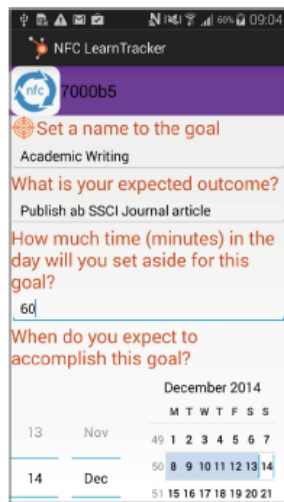 60% 09:04
NFC LearnTracker
nfc 7000b5
Set a name to the goal
Academic Writing
What is your expected outcome?
Publish ab SSCI Journal article
How much time (minutes) in the
day will you set aside for this
goal?
60
When do you expect to
accomplish this goal?
December 2014
M T W T F S S
13 Nov 49 1 2 3 4 5 6 7
14 Dec 50 8 9 10 11 12 13 14
51 15 16 17 18 19 20 21